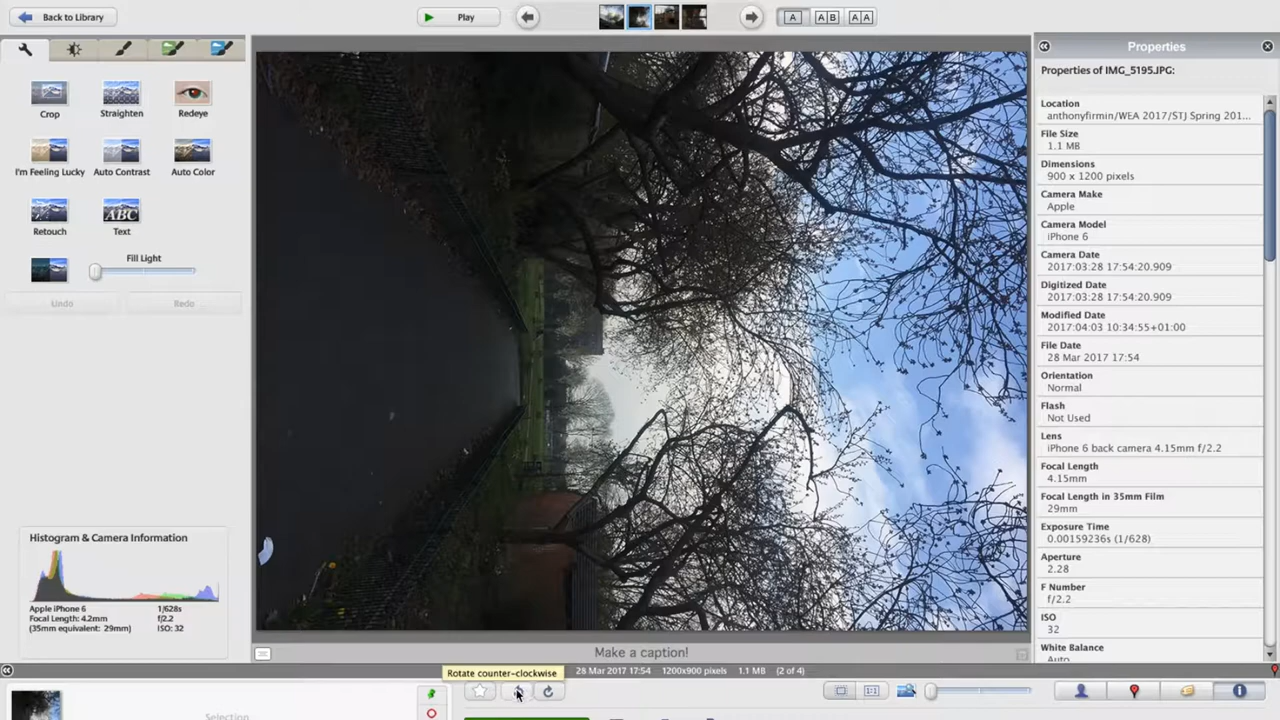 Back to Library
Play
A
A B
A A
Properties
Properties of IMG_5195.JPG:
Crop
Straighten
Redeye
I'm Feeling Lucky
Auto Contrast
Auto Color
Retouch
ABC
Text
Fill Light
Undo
Redo
Location
anthonyfirmin/WEA 2017/STJ Spring 201...
File Size
1.1 MB
Dimensions
900 x 1200 pixels
Camera Make
Apple
Camera Model
iPhone 6
Camera Date
2017:03:28 17:54:20.909
Digitized Date
2017:03:28 17:54:20.909
Modified Date
2017:04:03 10:34:55+01:00
File Date
28 Mar 2017 17:54
Orientation
Normal
Flash
Not Used
Lens
iPhone 6 back camera 4.15mm f/2.2
Focal Length
4.15mm
Focal Length in 35mm Film
29mm
Exposure Time
0.00159236s (1/628)
Aperture
2.28
F Number
f/2.2
ISO
32
White Balance
Auto
Histogram & Camera Information
Apple iPhone 6 1/628s
Focal Length: 4.2mm f/2.2
(35mm equivalent: 29mm) ISO: 32
Make a caption!
Rotate counter-clockwise
28 Mar 2017 17:54 1200x900 pixels 1.1 MB (2 of 4)
1:1
Selection